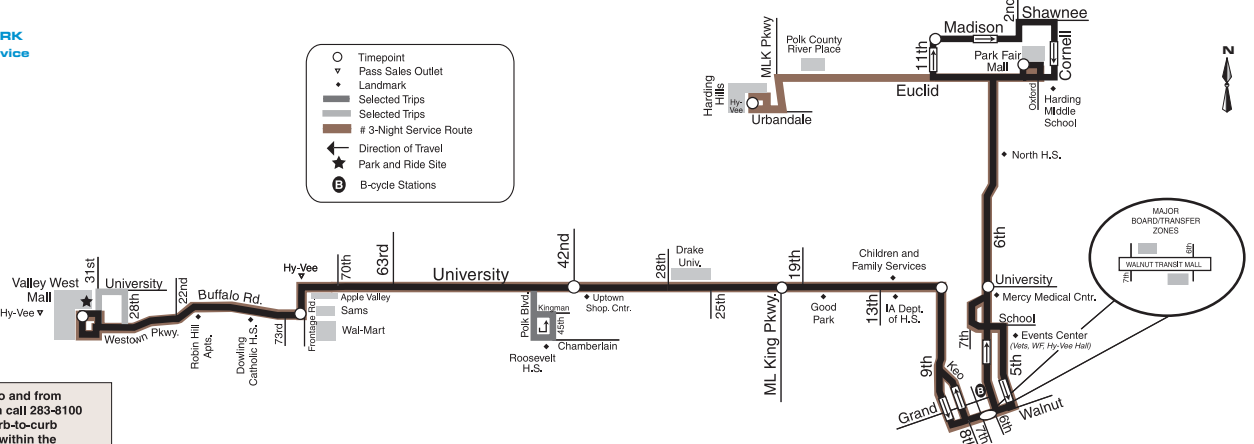 RK
vice
Timepoint
Pass Sales Outlet
Landmark
Selected Trips
Selected Trips
# 3-Night Service Route
Direction of Travel
Park and Ride Site
B B-cycle Stations
MLK Pkwy
Polk County
River Place
Harding
Hills
Hy-
Vee
Urbandale
Euclid
11th
Madison
2nd
Shawnee
Cornell
Park Fair
Mall
Oxford
Harding
Middle
School
N
North H.S.
6th
MAJOR
BOARD/TRANSFER
ZONES
6th
WALNUT TRANSIT MALL
7th
Valley West
Mall
Hy-Vee
31st
University
28th
Westown Pkwy.
22nd
Buffalo Rd.
Robin Hill
Apts.
Dowling
Catholic H.S.
73rd
Hy-Vee
Frontage Rd.
70th
Apple Valley
Sams
Wal-Mart
63rd
University
42nd
Polk Blvd.
Kingman
45th
Chamberlain
Roosevelt
H.S.
Uptown
Shop. Cntr.
28th
Drake
Univ.
25th
ML King Pkwy.
19th
Good
Park
Children and
Family Services
13th
IA Dept.
of H.S.
9th
Keo
Grand
8th
7th
6th
B
Walnut
University
Mercy Medical Cntr.
School
7th
Events Center
(Vets, WF, Hy-Vee Hall)
5th
o and from
call 283-8100
rb-to-curb
within the